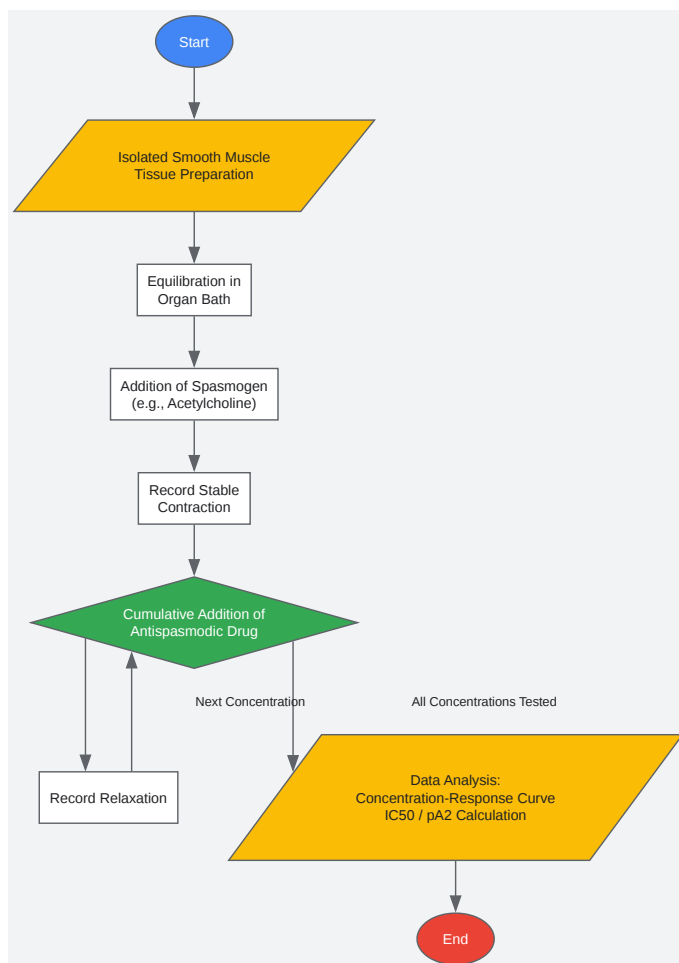 Start
Isolated Smooth Muscle
Tissue Preparation
Equilibration in
Organ Bath
Addition of Spasmogen
(e.g., Acetylcholine)
Record Stable
Contraction
Cumulative Addition of
Antispasmodic Drug
Next Concentration
All Concentrations Tested
Record Relaxation
Data Analysis:
Concentration-Response Curve
IC50 / pA2 Calculation
End